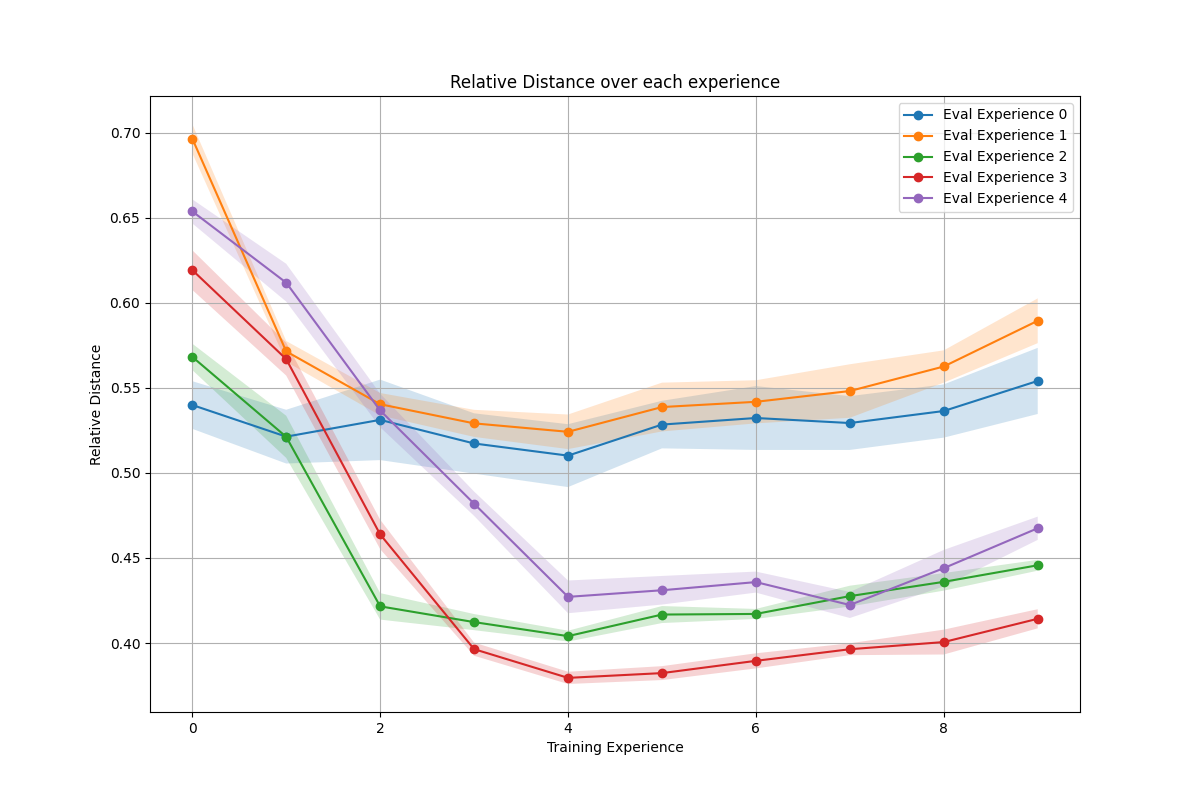 Relative Distance over each experience
Eval Experience 0
Eval Experience 1
Eval Experience 2
Eval Experience 3
Eval Experience 4
Relative Distance
0.70
0.65
0.60
0.55
0.50
0.45
0.40
0 2 4 6 8
Training Experience